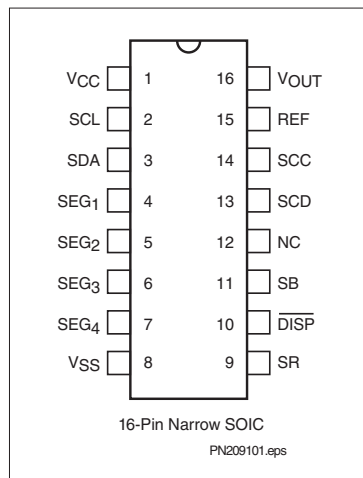 VCC 1 16 VOUT
SCL 2 15 REF
SDA 3 14 SCC
SEG1 4 13 SCD
SEG2 5 12 NC
SEG3 6 11 SB
SEG4 7 10 DISP
VSS 8 9 SR
16-Pin Narrow SOIC
PN209101.eps